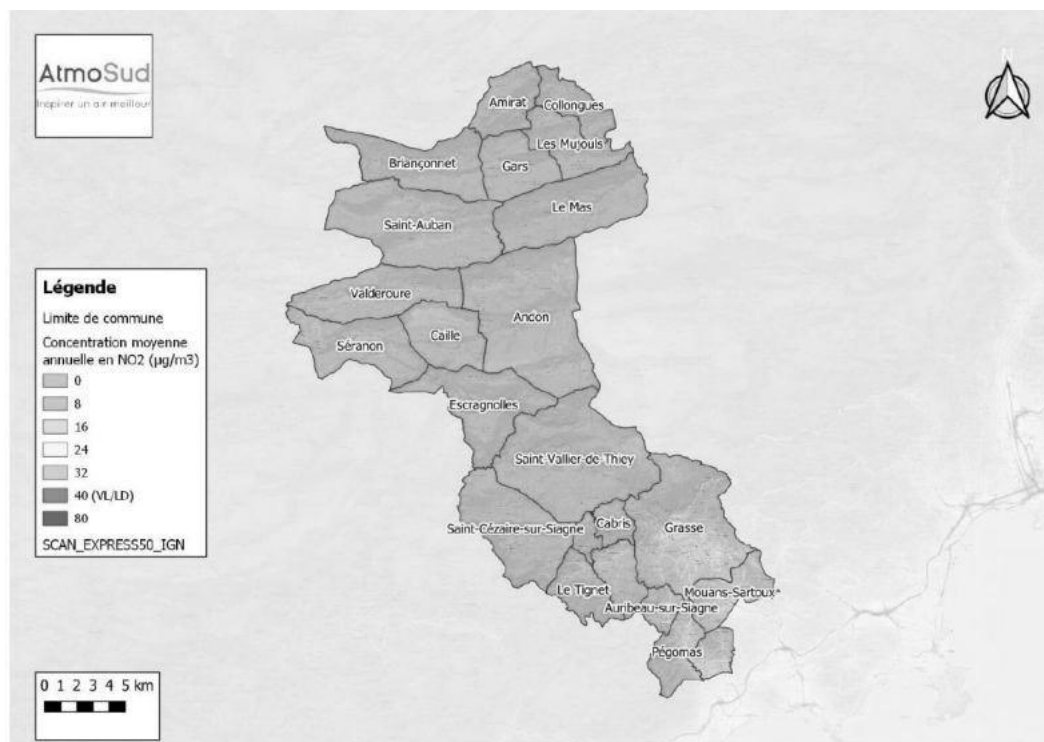 AtmoSud
Inspirer un air meilleur
N
Amirat
Collongues
Les Mujouls
Briançonnet
Gars
Le Mas
Saint-Auban
Valderoure
Andon
Caille
Séranon
Escragnolles
Saint-Vallier-de-Thiey
Saint-Cézaire-sur-Siagne
Cabris
Grasse
Le Tignet
Mouans-Sartoux
Auribeau-sur-Siagne
Pégomas
Légende
Limite de commune
Concentration moyenne
annuelle en NO2 (µg/m3)
0
8
16
24
32
40 (VL/LD)
80
SCAN_EXPRESS50_IGN
0 1 2 3 4 5 km